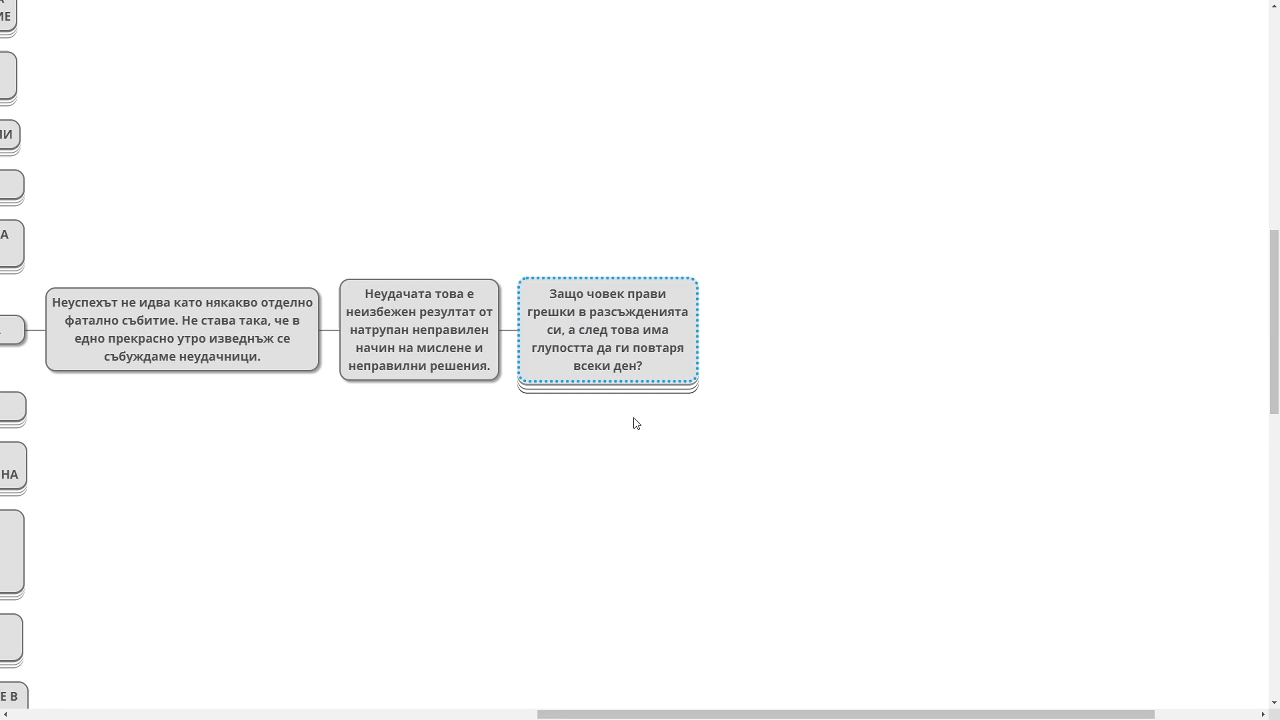 ИЕ
ЛИ
А
НА
Е В
Неуспехът не идва като някакво отделно
фатално събитие. Не става така, че в
едно прекрасно утро изведнъж се
събуждаме неудачници.
Неудачата това е
неизбежен резултат от
натрупан неправилен
начин на мислене и
неправилни решения.
Защо човек прави
грешки в разсъжденията
си, а след това има
глупостта да ги повтаря
всеки ден?